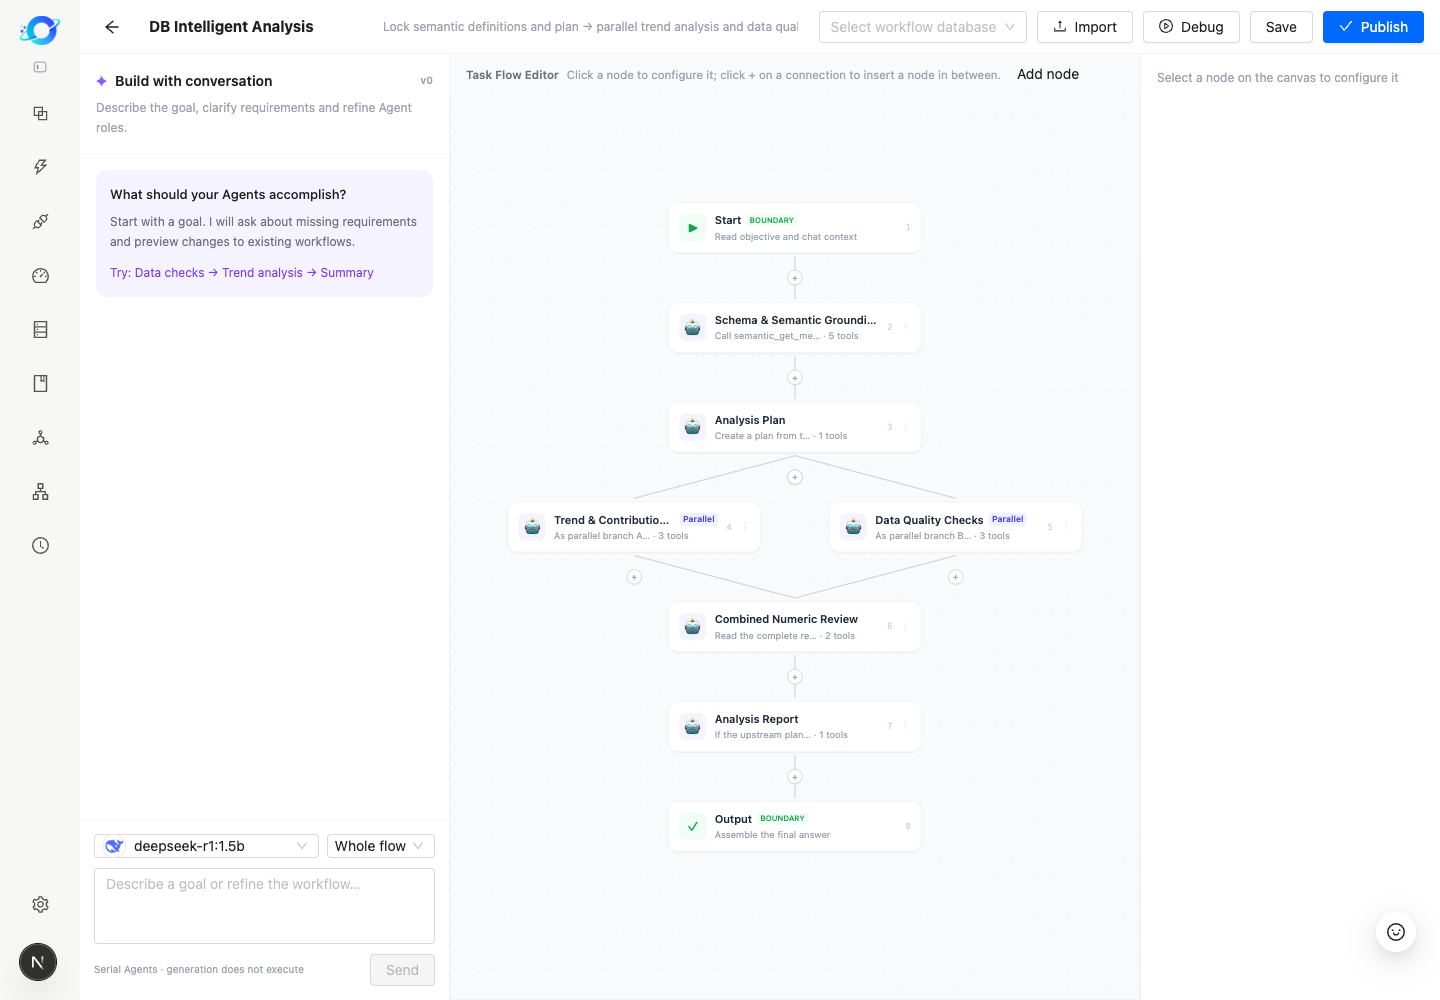 DB Intelligent Analysis
Lock semantic definitions and plan → parallel trend analysis and data qual
Select workflow database
Import
Debug
Save
Publish
Build with conversation
v0
Describe the goal, clarify requirements and refine Agent
roles.
What should your Agents accomplish?
Start with a goal. I will ask about missing requirements
and preview changes to existing workflows.
Try: Data checks → Trend analysis → Summary
Task Flow Editor
Click a node to configure it; click + on a connection to insert a node in between.
Add node
Select a node on the canvas to configure it
Start BOUNDARY
Read objective and chat context
1
Schema & Semantic Groundi...
Call semantic_get_me... · 5 tools
2
Analysis Plan
Create a plan from t... · 1 tools
3
Trend & Contributio... Parallel
As parallel branch A... · 3 tools
4
Data Quality Checks Parallel
As parallel branch B... · 3 tools
5
Combined Numeric Review
Read the complete re... · 2 tools
6
Analysis Report
If the upstream plan... · 1 tools
7
Output BOUNDARY
Assemble the final answer
8
deepseek-r1:1.5b
Whole flow
Describe a goal or refine the workflow...
Serial Agents · generation does not execute
Send
N